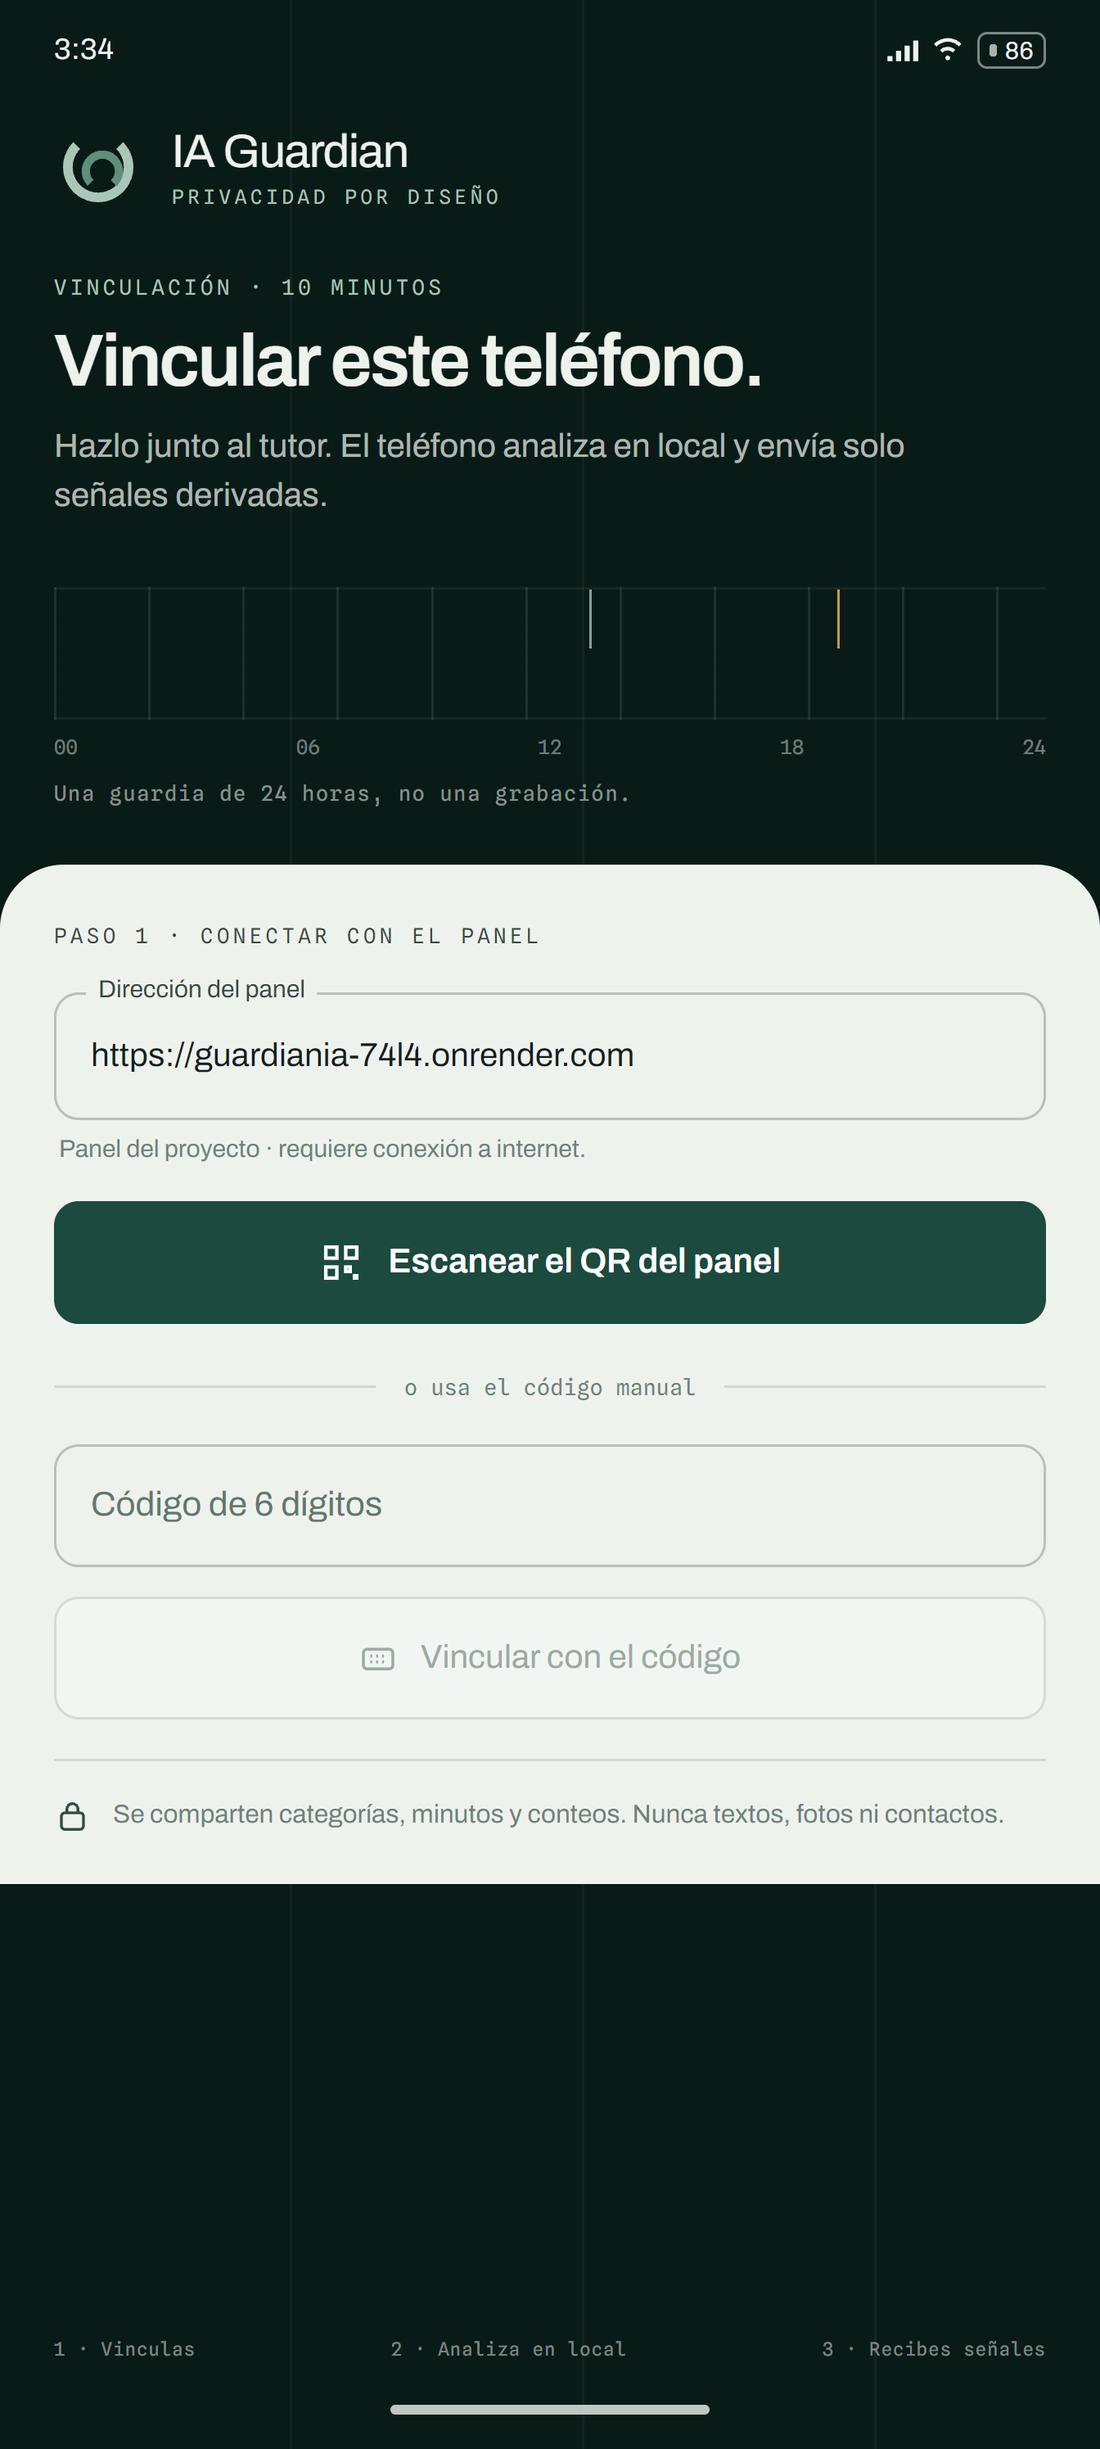 3:34
86
IA Guardian
PRIVACIDAD POR DISEÑO
VINCULACIÓN · 10 MINUTOS
Vincular este teléfono.
Hazlo junto al tutor. El teléfono analiza en local y envía solo
señales derivadas.
00 06 12 18 24
Una guardia de 24 horas, no una grabación.
PASO 1 · CONECTAR CON EL PANEL
Dirección del panel
https://guardiania-74l4.onrender.com
Panel del proyecto · requiere conexión a internet.
Escanear el QR del panel
o usa el código manual
Código de 6 dígitos
Vincular con el código
Se comparten categorías, minutos y conteos. Nunca textos, fotos ni contactos.
1 · Vinculas 2 · Analiza en local 3 · Recibes señales